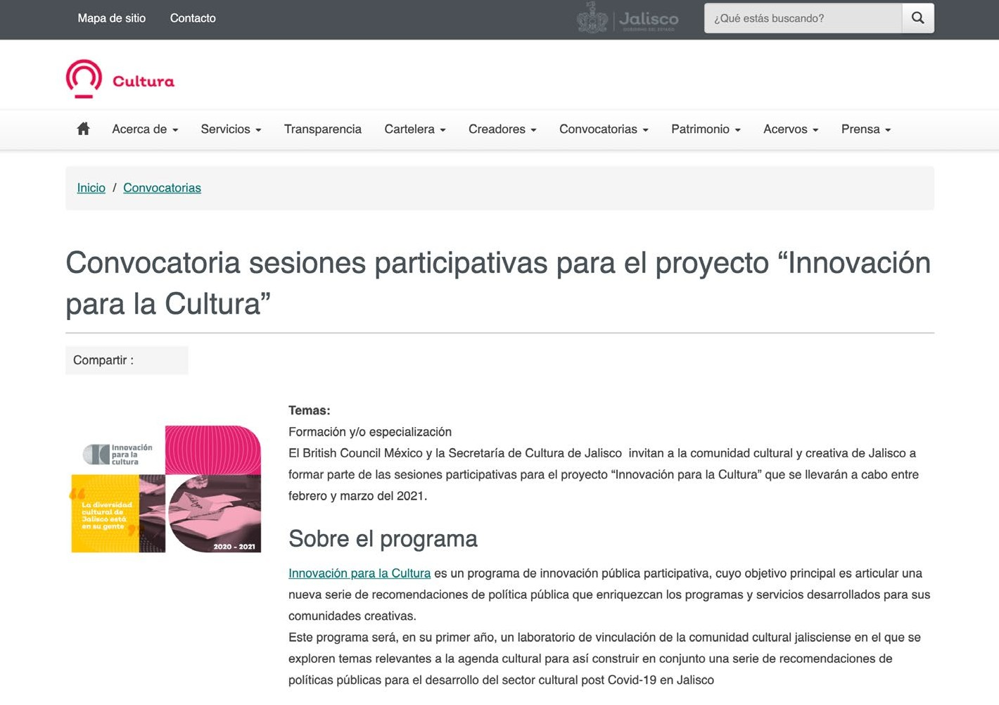 Mapa de sitio
Contacto
Jalisco
GOBIERNO DEL ESTADO
¿Qué estás buscando?
Cultura
Acerca de
Servicios
Transparencia
Cartelera
Creadores
Convocatorias
Patrimonio
Acervos
Prensa
Inicio / Convocatorias
Convocatoria sesiones participativas para el proyecto “Innovación
para la Cultura”
Compartir :
Innovación
para la
cultura
“
La diversidad
cultural de
Jalisco está
en su gente
”
2020 - 2021
Temas:
Formación y/o especialización
El British Council México y la Secretaría de Cultura de Jalisco  invitan a la comunidad cultural y creativa de Jalisco a
formar parte de las sesiones participativas para el proyecto “Innovación para la Cultura” que se llevarán a cabo entre
febrero y marzo del 2021.
Sobre el programa
Innovación para la Cultura es un programa de innovación pública participativa, cuyo objetivo principal es articular una
nueva serie de recomendaciones de política pública que enriquezcan los programas y servicios desarrollados para sus
comunidades creativas.
Este programa será, en su primer año, un laboratorio de vinculación de la comunidad cultural jalisciense en el que se
exploren temas relevantes a la agenda cultural para así construir en conjunto una serie de recomendaciones de
políticas públicas para el desarrollo del sector cultural post Covid-19 en Jalisco